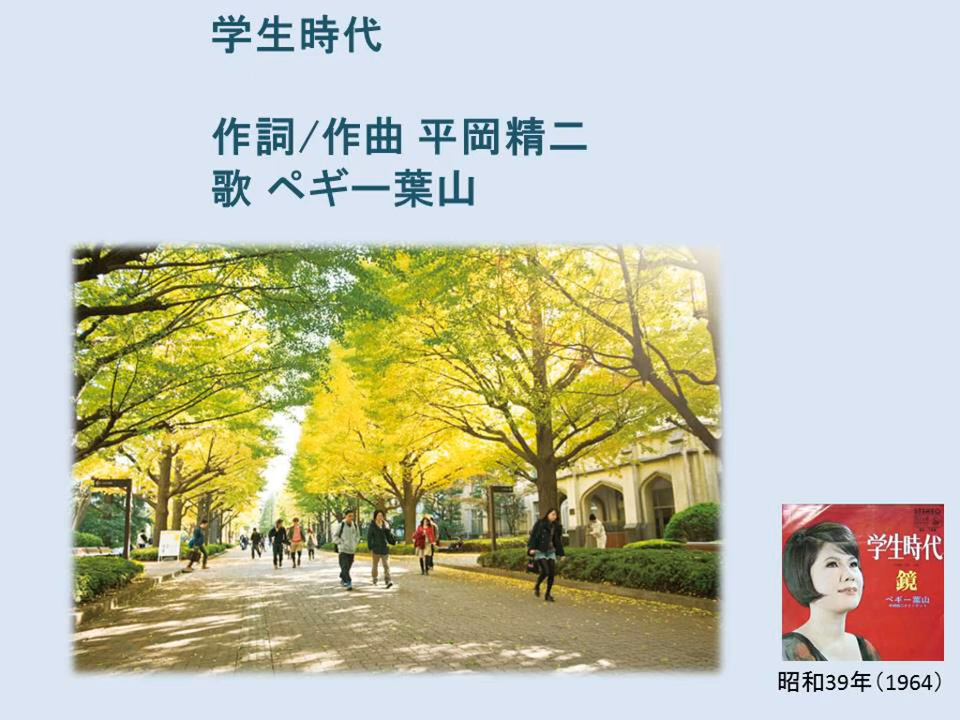 学生時代
作詞/作曲 平岡精二
歌 ペギー葉山
STEREO
学生時代
鏡
ペギー葉山
昭和39年（1964）